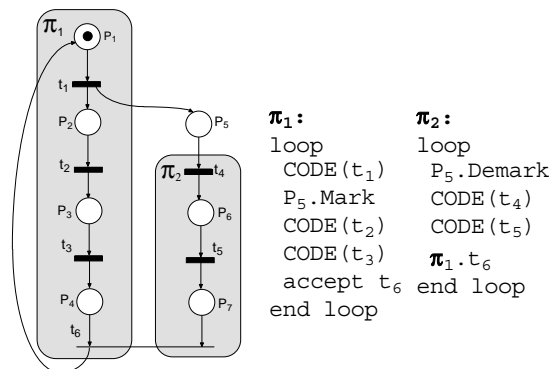 π₁
P₁
t₁
P₂
P₅
t₂
π₂
t₄
P₃
P₆
t₃
t₅
P₄
P₇
t₆
π₁:
loop
CODE(t₁)
P₅.Mark
CODE(t₂)
CODE(t₃)
accept t₆
end loop
π₂:
loop
P₅.Demark
CODE(t₄)
CODE(t₅)
π₁.t₆
end loop